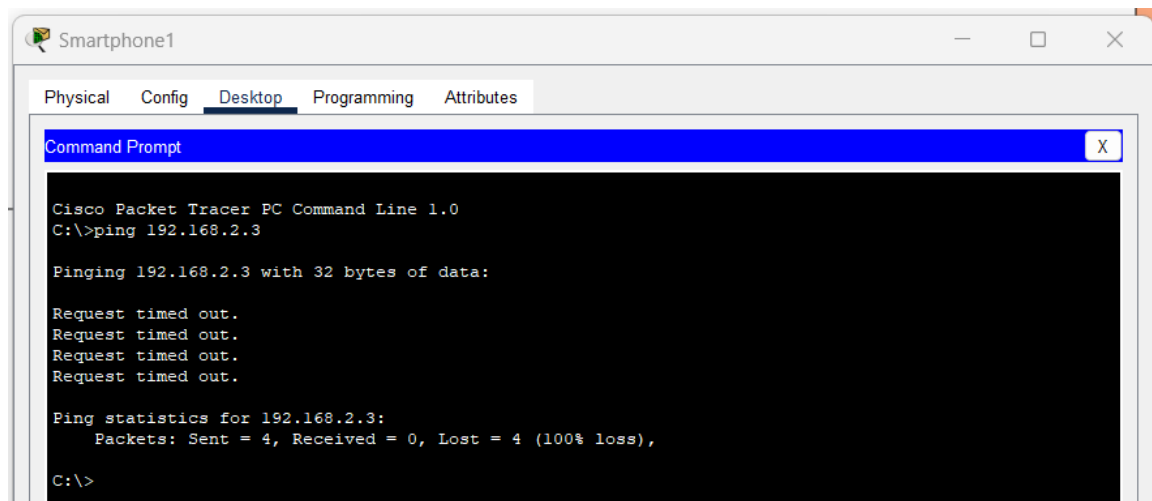 Smartphone1
Physical Config Desktop Programming Attributes
Command Prompt
X
Cisco Packet Tracer PC Command Line 1.0
C:\>ping 192.168.2.3
Pinging 192.168.2.3 with 32 bytes of data:
Request timed out.
Request timed out.
Request timed out.
Request timed out.
Ping statistics for 192.168.2.3:
Packets: Sent = 4, Received = 0, Lost = 4 (100% loss),
C:\>